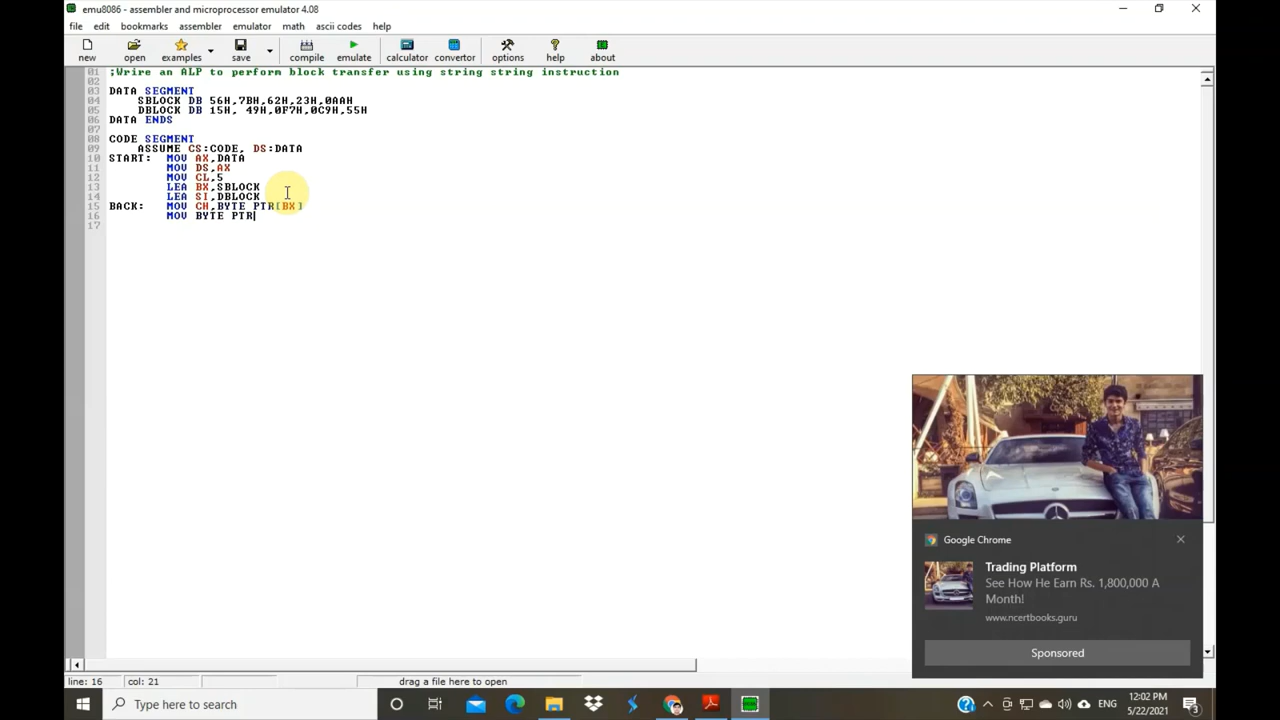 emu8086 - assembler and microprocessor emulator 4.08
file edit bookmarks assembler emulator math ascii codes help
new open examples save compile emulate calculator convertor options help about
01 ;Wrire an ALP to perform block transfer using string string instruction
02
03 DATA SEGMENT
04 SBLOCK DB 56H,7BH,62H,23H,0AAH
05 DBLOCK DB 15H, 49H,0F7H,0C9H,55H
06 DATA ENDS
07
08 CODE SEGMENT
09 ASSUME CS:CODE, DS:DATA
10 START: MOV AX,DATA
11 MOV DS,AX
12 MOV CL,5
13 LEA BX,SBLOCK
14 LEA SI,DBLOCK
15 BACK: MOV CH,BYTE PTR[BX]
16 MOV BYTE PTR
17
Google Chrome
Trading Platform
See How He Earn Rs. 1,800,000 A
Month!
www.ncertbooks.guru
Sponsored
line: 16 col: 21 drag a file here to open
Type here to search
ENG
12:02 PM
5/22/2021
3